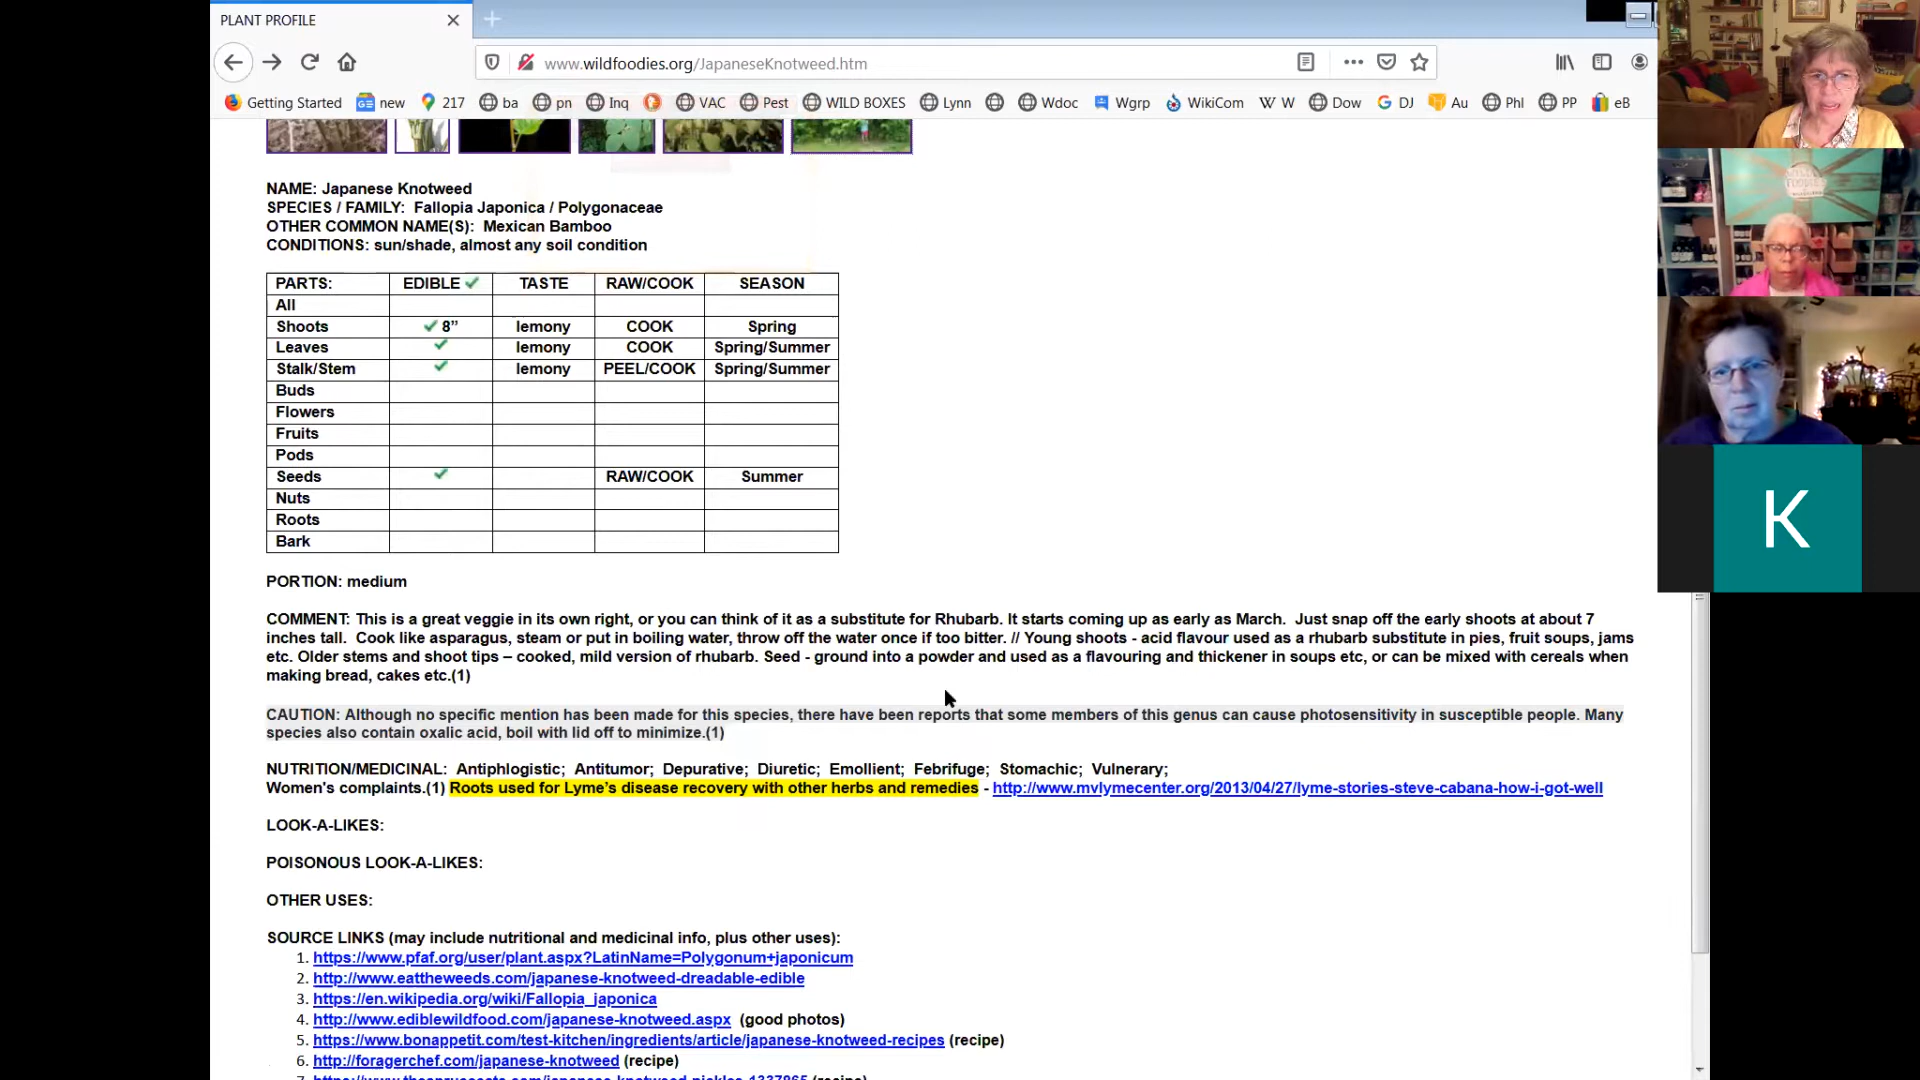 PLANT PROFILE
www.wildfoodies.org/JapaneseKnotweed.htm
Getting Started new 217 ba pn Inq VAC Pest WILD BOXES Lynn Wdoc Wgrp WikiCom W W Dow DJ Au Phl PP eB
NAME: Japanese Knotweed
SPECIES / FAMILY: Fallopia Japonica / Polygonaceae
OTHER COMMON NAME(S): Mexican Bamboo
CONDITIONS: sun/shade, almost any soil condition
PARTS: EDIBLE ✓ TASTE RAW/COOK SEASON
All
Shoots ✓ 8” lemony COOK Spring
Leaves ✓ lemony COOK Spring/Summer
Stalk/Stem ✓ lemony PEEL/COOK Spring/Summer
Buds
Flowers
Fruits
Pods
Seeds ✓ RAW/COOK Summer
Nuts
Roots
Bark
PORTION: medium
COMMENT: This is a great veggie in its own right, or you can think of it as a substitute for Rhubarb. It starts coming up as early as March. Just snap off the early shoots at about 7
inches tall. Cook like asparagus, steam or put in boiling water, throw off the water once if too bitter. // Young shoots - acid flavour used as a rhubarb substitute in pies, fruit soups, jams
etc. Older stems and shoot tips – cooked, mild version of rhubarb. Seed - ground into a powder and used as a flavouring and thickener in soups etc, or can be mixed with cereals when
making bread, cakes etc.(1)
CAUTION: Although no specific mention has been made for this species, there have been reports that some members of this genus can cause photosensitivity in susceptible people. Many
species also contain oxalic acid, boil with lid off to minimize.(1)
NUTRITION/MEDICINAL: Antiphlogistic; Antitumor; Depurative; Diuretic; Emollient; Febrifuge; Stomachic; Vulnerary;
Women's complaints.(1) Roots used for Lyme’s disease recovery with other herbs and remedies - http://www.mvlymecenter.org/2013/04/27/lyme-stories-steve-cabana-how-i-got-well
LOOK-A-LIKES:
POISONOUS LOOK-A-LIKES:
OTHER USES:
SOURCE LINKS (may include nutritional and medicinal info, plus other uses):
1. https://www.pfaf.org/user/plant.aspx?LatinName=Polygonum+japonicum
2. http://www.eattheweeds.com/japanese-knotweed-dreadable-edible
3. https://en.wikipedia.org/wiki/Fallopia_japonica
4. http://www.ediblewildfood.com/japanese-knotweed.aspx (good photos)
5. https://www.bonappetit.com/test-kitchen/ingredients/article/japanese-knotweed-recipes (recipe)
6. http://foragerchef.com/japanese-knotweed (recipe)
K